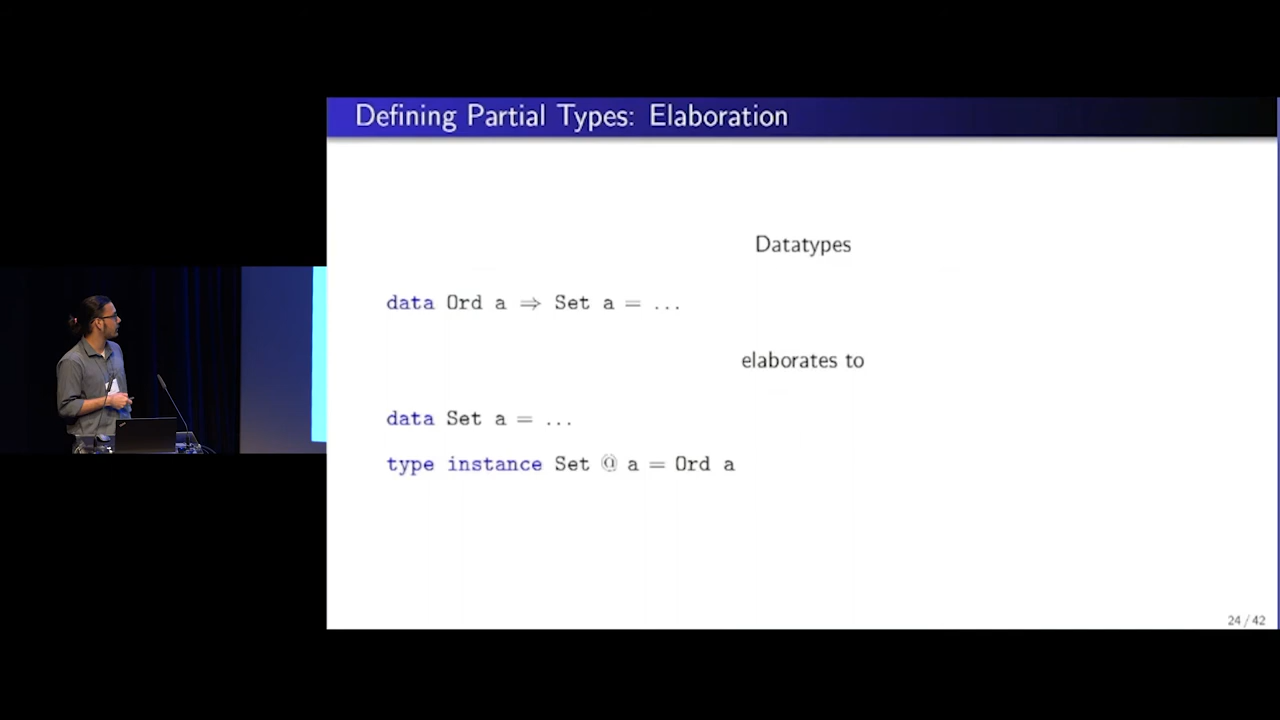 Defining Partial Types: Elaboration
Datatypes
data Ord a ⇒ Set a = ...
elaborates to
data Set a = ...
type instance Set @ a = Ord a
24 / 42